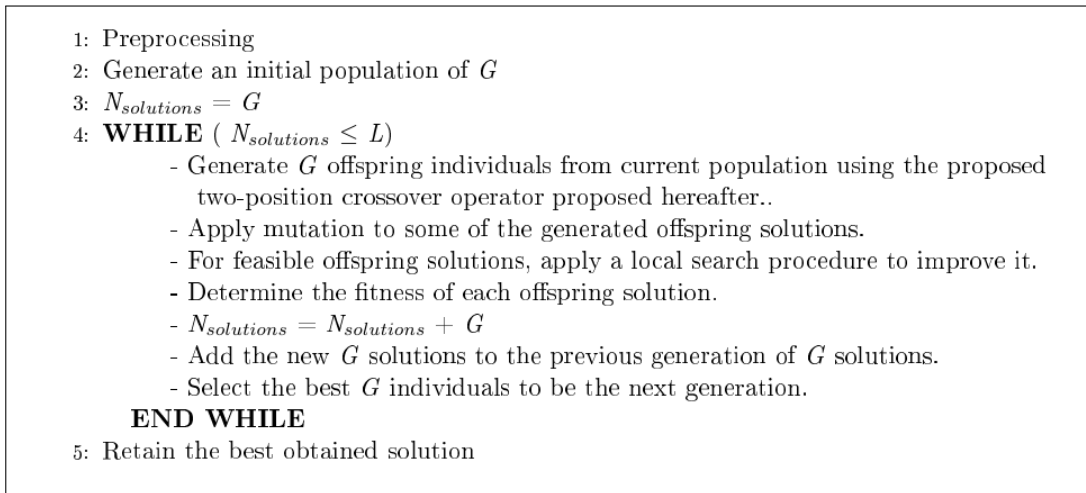 1: Preprocessing
2: Generate an initial population of G
3: N_solutions = G
4: WHILE ( N_solutions ≤ L)
- Generate G offspring individuals from current population using the proposed
two-position crossover operator proposed hereafter..
- Apply mutation to some of the generated offspring solutions.
- For feasible offspring solutions, apply a local search procedure to improve it.
- Determine the fitness of each offspring solution.
- N_solutions = N_solutions + G
- Add the new G solutions to the previous generation of G solutions.
- Select the best G individuals to be the next generation.
END WHILE
5: Retain the best obtained solution